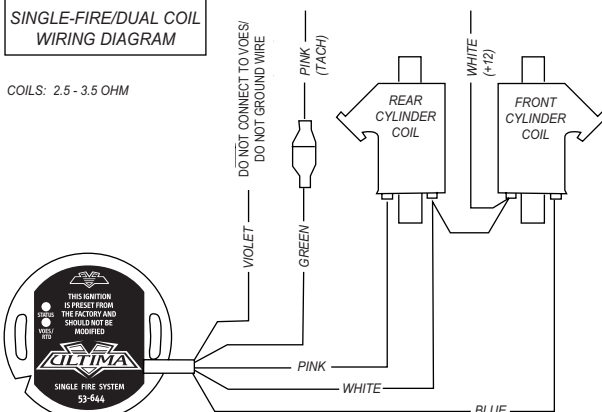 SINGLE-FIRE/DUAL COIL
WIRING DIAGRAM
COILS: 2.5 - 3.5 OHM
DO NOT CONNECT TO VOES/
DO NOT GROUND WIRE
PINK
(TACH)
WHITE
(+12)
REAR
CYLINDER
COIL
FRONT
CYLINDER
COIL
VIOLET
GREEN
THIS IGNITION
IS PRESET FROM
THE FACTORY AND
SHOULD NOT BE
MODIFIED
STATUS
VOES/
RTD
ULTIMA
SINGLE FIRE SYSTEM
53-644
PINK
WHITE
BLUE